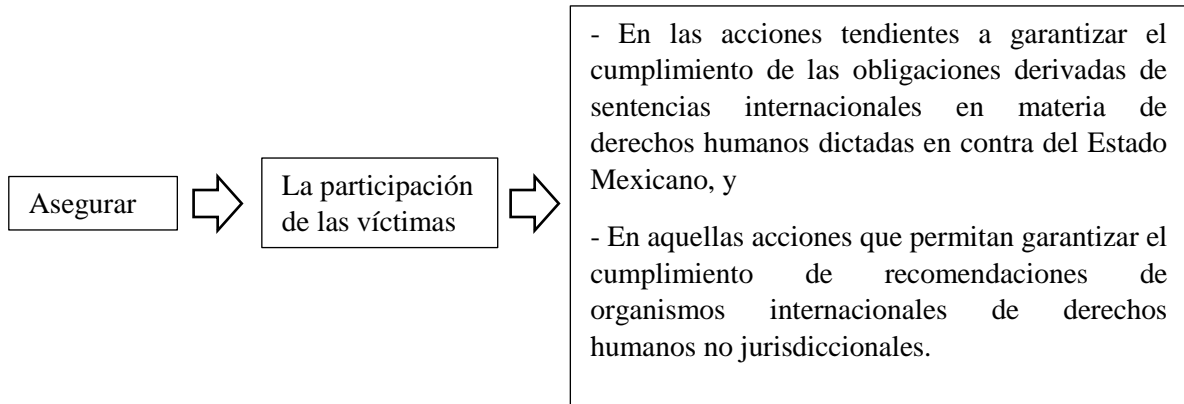 Asegurar
La participación
de las víctimas
- En las acciones tendientes a garantizar el
cumplimiento de las obligaciones derivadas de
sentencias internacionales en materia de
derechos humanos dictadas en contra del Estado
Mexicano, y
- En aquellas acciones que permitan garantizar el
cumplimiento de recomendaciones de
organismos internacionales de derechos
humanos no jurisdiccionales.